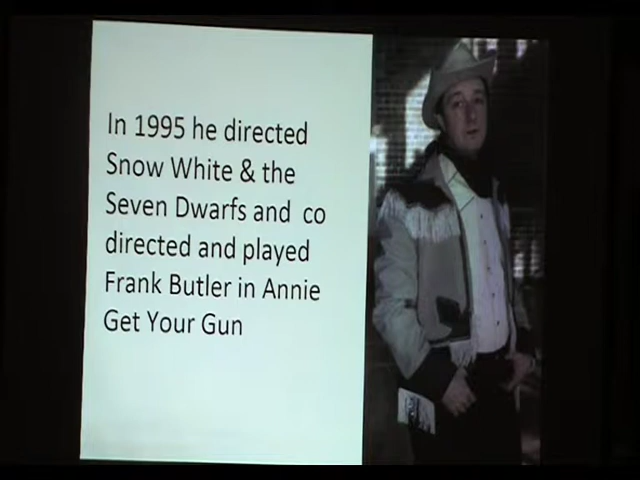 In 1995 he directed
Snow White & the
Seven Dwarfs and co
directed and played
Frank Butler in Annie
Get Your Gun